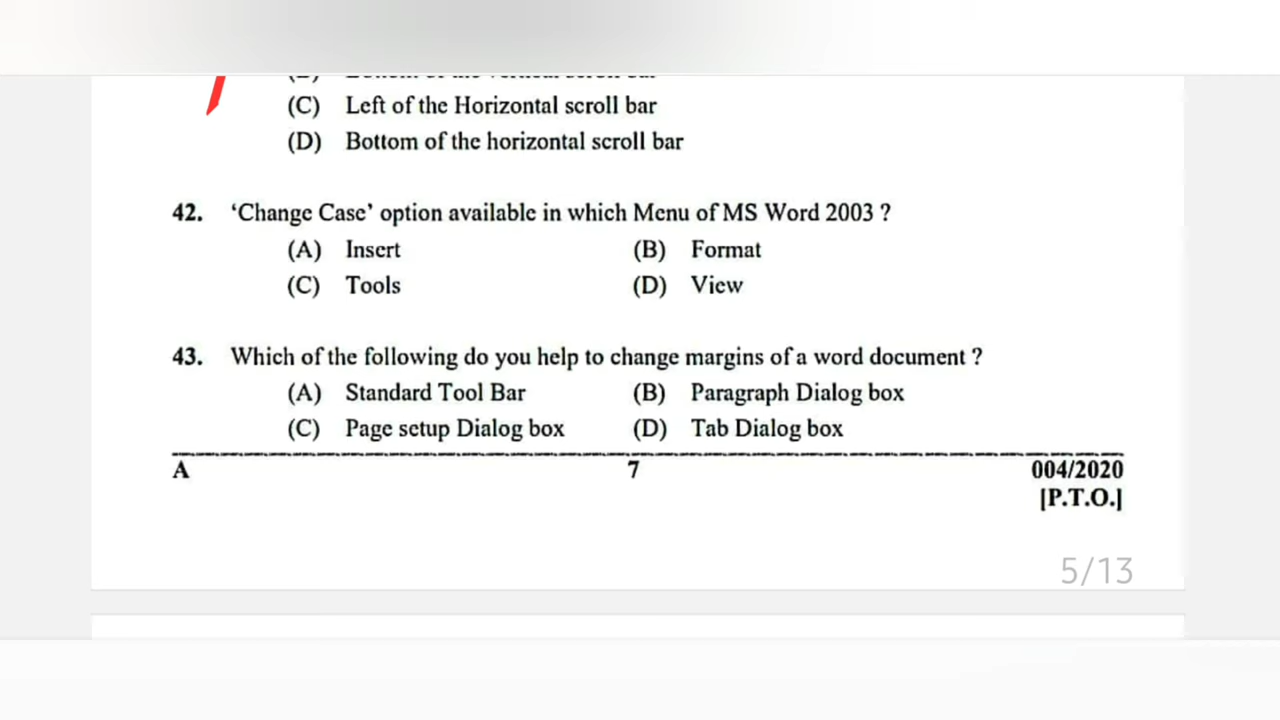 (C) Left of the Horizontal scroll bar
(D) Bottom of the horizontal scroll bar
42. ‘Change Case’ option available in which Menu of MS Word 2003 ?
(A) Insert (B) Format
(C) Tools (D) View
43. Which of the following do you help to change margins of a word document ?
(A) Standard Tool Bar (B) Paragraph Dialog box
(C) Page setup Dialog box (D) Tab Dialog box
A 7 004/2020
[P.T.O.]
5/13